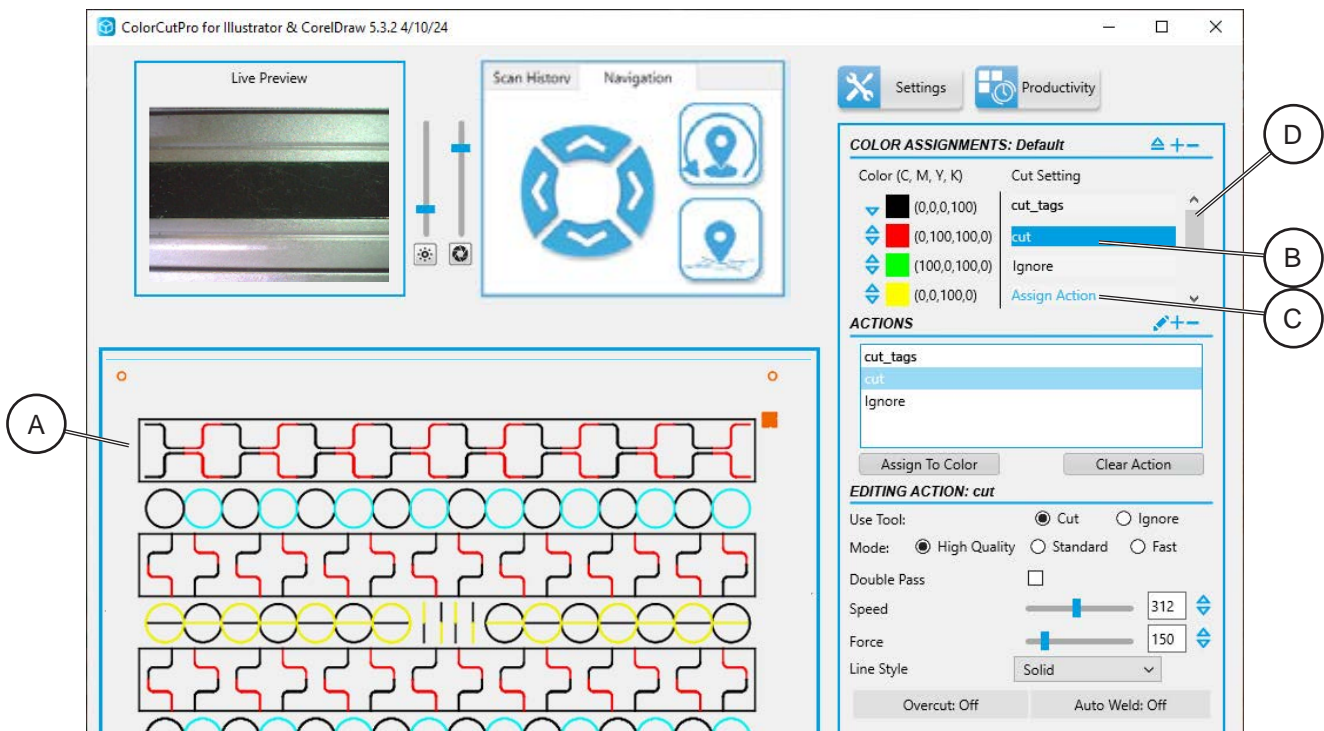 ColorCutPro for Illustrator & CorelDraw 5.3.2 4/10/24
Live Preview
Scan History Navigation
Settings Productivity
D
COLOR ASSIGNMENTS: Default
Color (C, M, Y, K) Cut Setting
(0,0,0,100) cut_tags
(0,100,100,0) cut
B
(100,0,100,0) Ignore
(0,0,100,0) Assign Action
C
ACTIONS
cut_tags
cut
Ignore
A
Assign To Color Clear Action
EDITING ACTION: cut
Use Tool: Cut Ignore
Mode: High Quality Standard Fast
Double Pass
Speed 312
Force 150
Line Style Solid
Overcut: Off Auto Weld: Off